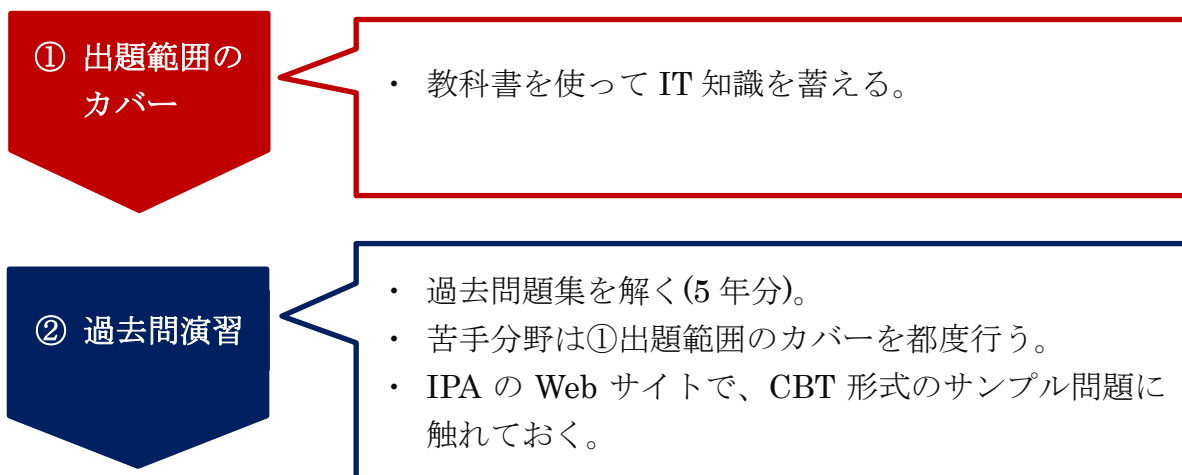 ① 出題範囲の
カバー
・ 教科書を使って IT 知識を蓄える。
② 過去問演習
・ 過去問題集を解く(5 年分)。
・ 苦手分野は①出題範囲のカバーを都度行う。
・ IPA の Web サイトで、CBT 形式のサンプル問題に
触れておく。